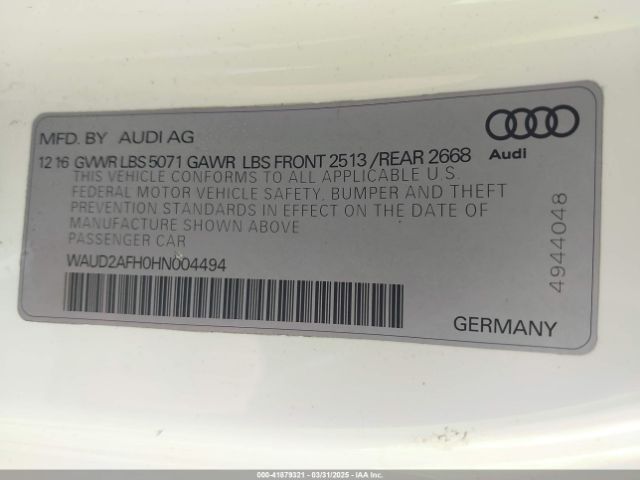 MFD. BY AUDI AG
12 16 GVWR LBS 5071 GAWR LBS FRONT 2513 /REAR 2668
Audi
THIS VEHICLE CONFORMS TO ALL APPLICABLE U.S.
FEDERAL MOTOR VEHICLE SAFETY, BUMPER AND THEFT
PREVENTION STANDARDS IN EFFECT ON THE DATE OF
MANUFACTURE SHOWN ABOVE
PASSENGER CAR
WAUD2AFH0HN004494
4944048
GERMANY
000-41879321 - 03/31/2025 - IAA Inc.